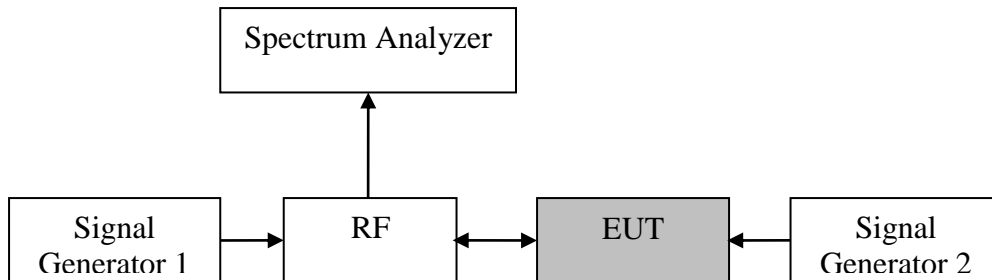 Spectrum Analyzer
Signal
Generator 1
RF
EUT
Signal
Generator 2